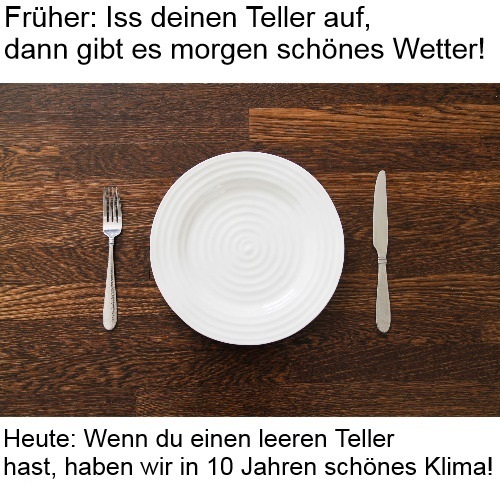 Früher: Iss deinen Teller auf,
dann gibt es morgen schönes Wetter!
Heute: Wenn du einen leeren Teller
hast, haben wir in 10 Jahren schönes Klima!